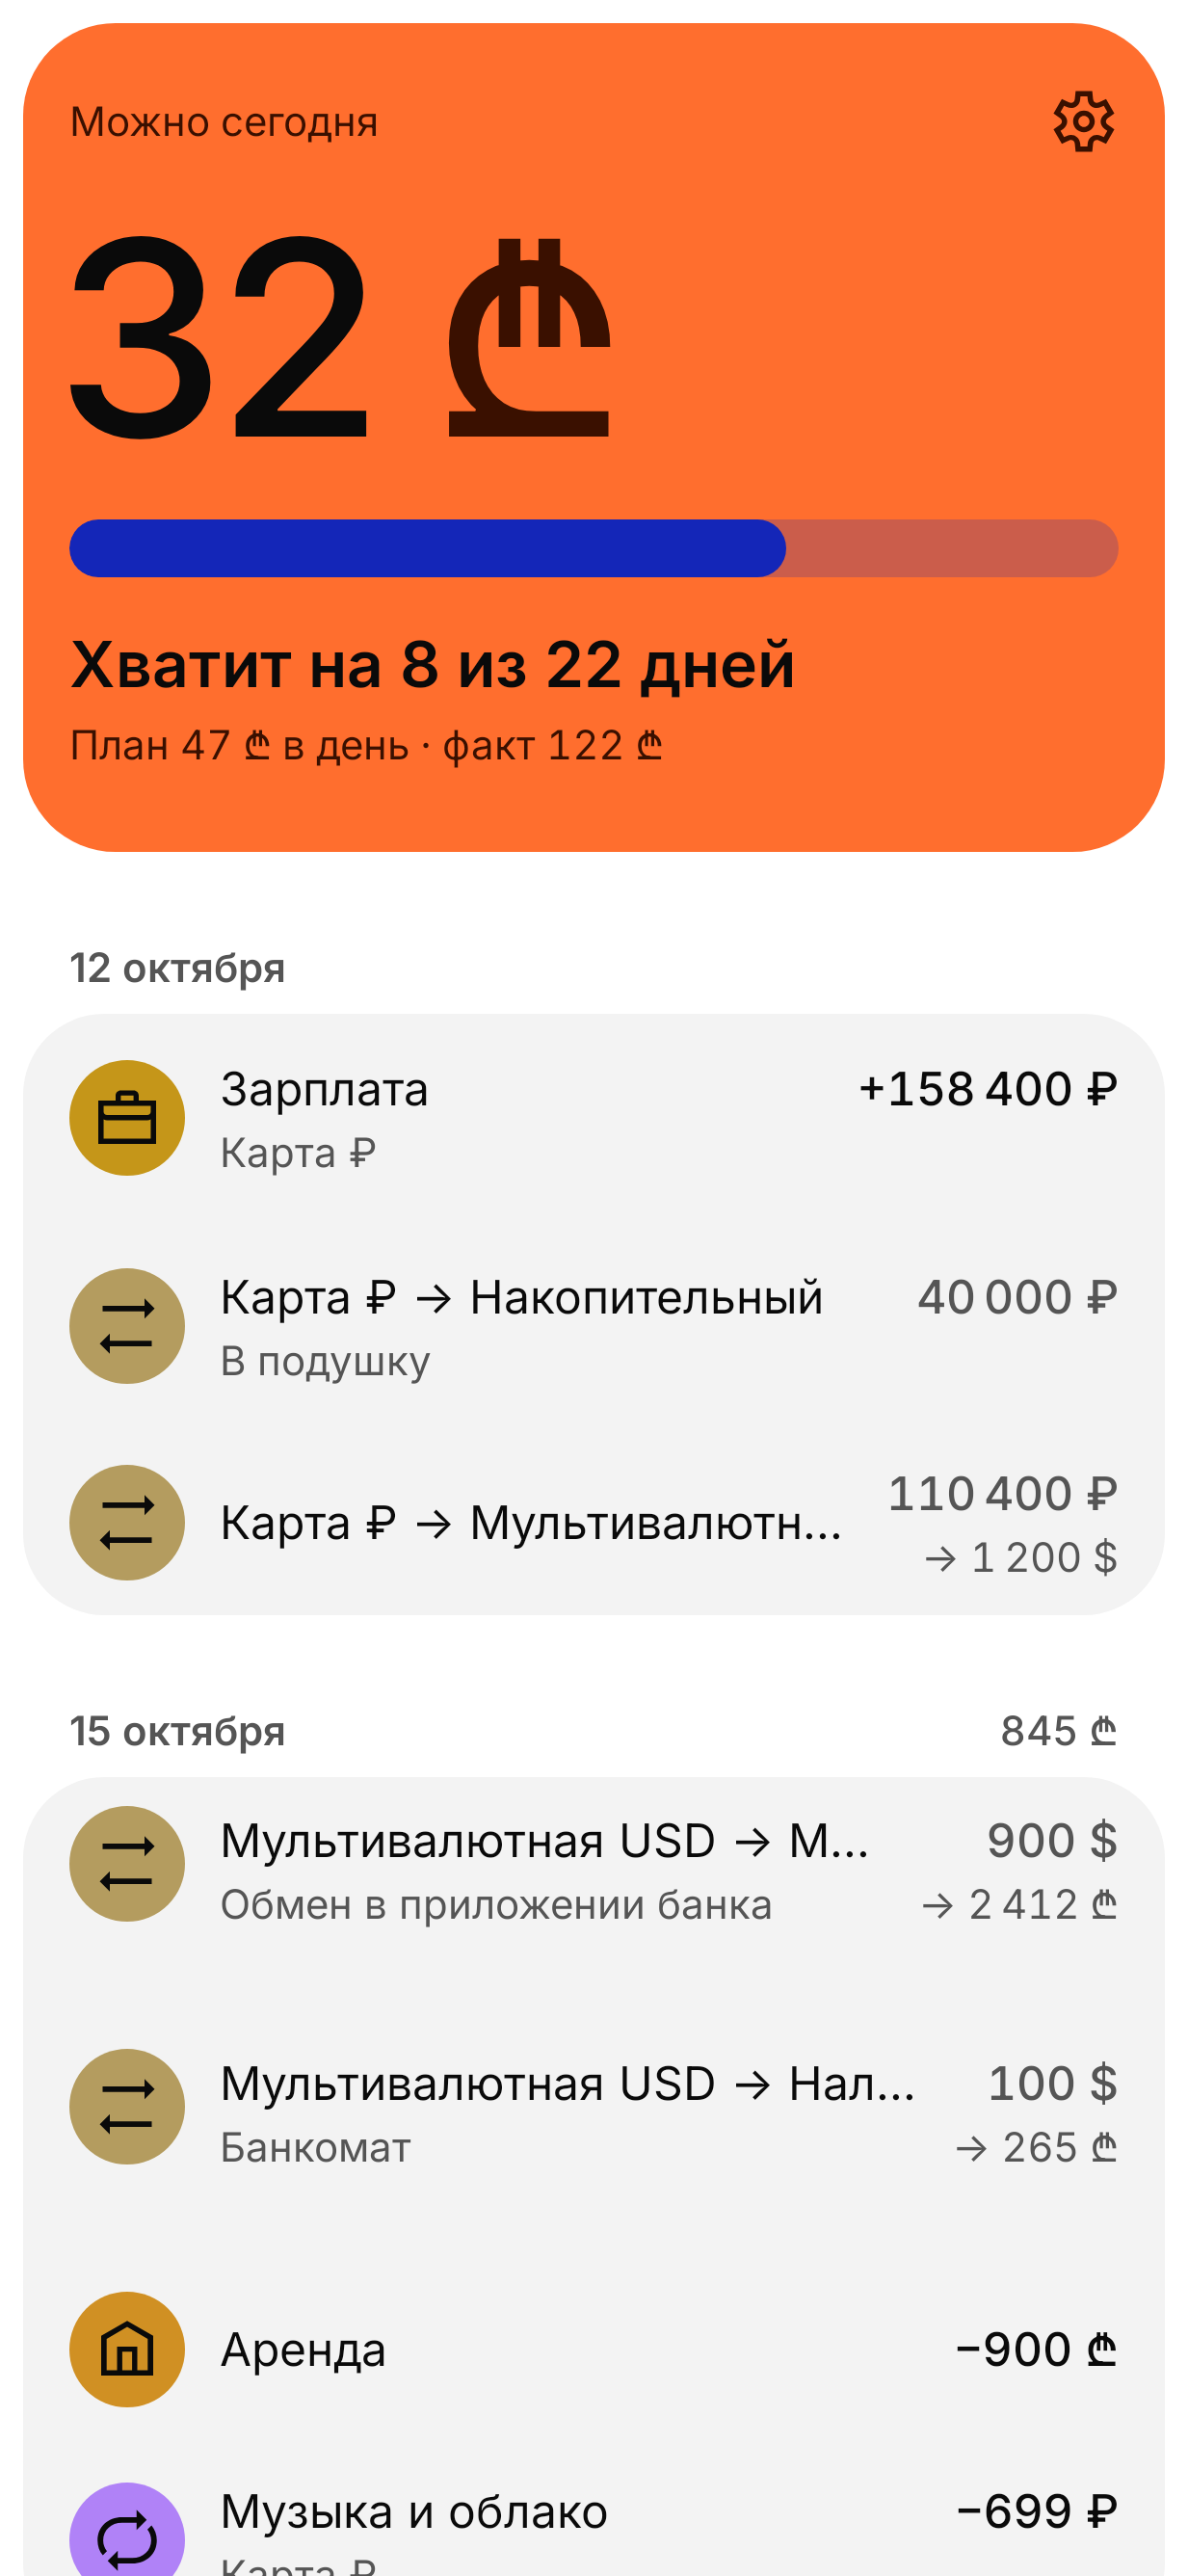 Можно сегодня
32 ₾
Хватит на 8 из 22 дней
План 47 ₾ в день · факт 122 ₾
12 октября
Зарплата
+158 400 ₽
Карта ₽
Карта ₽ → Накопительный
40 000 ₽
В подушку
Карта ₽ → Мультивалютн...
110 400 ₽
→ 1 200 $
15 октября
845 ₾
Мультивалютная USD → М...
900 $
Обмен в приложении банка
→ 2 412 ₾
Мультивалютная USD → Нал...
100 $
Банкомат
→ 265 ₾
Аренда
−900 ₾
Музыка и облако
−699 ₽
Карта ₽